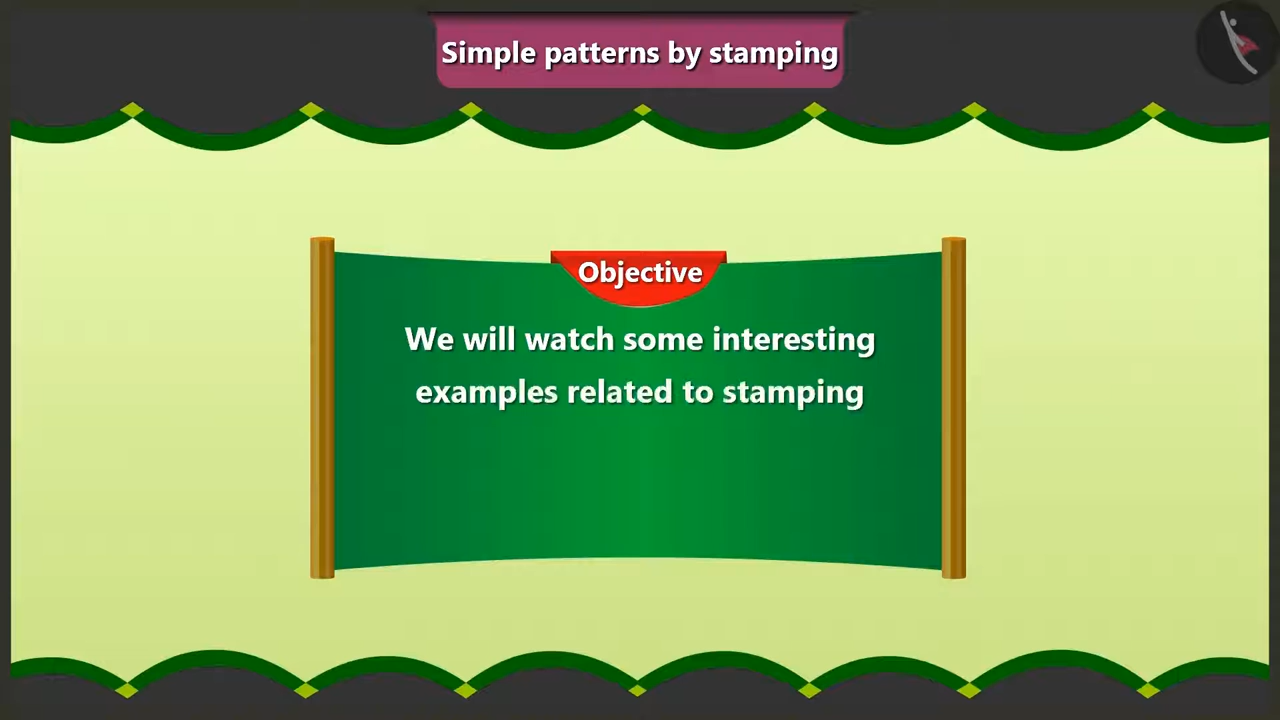 Simple patterns by stamping
Objective
We will watch some interesting
examples related to stamping